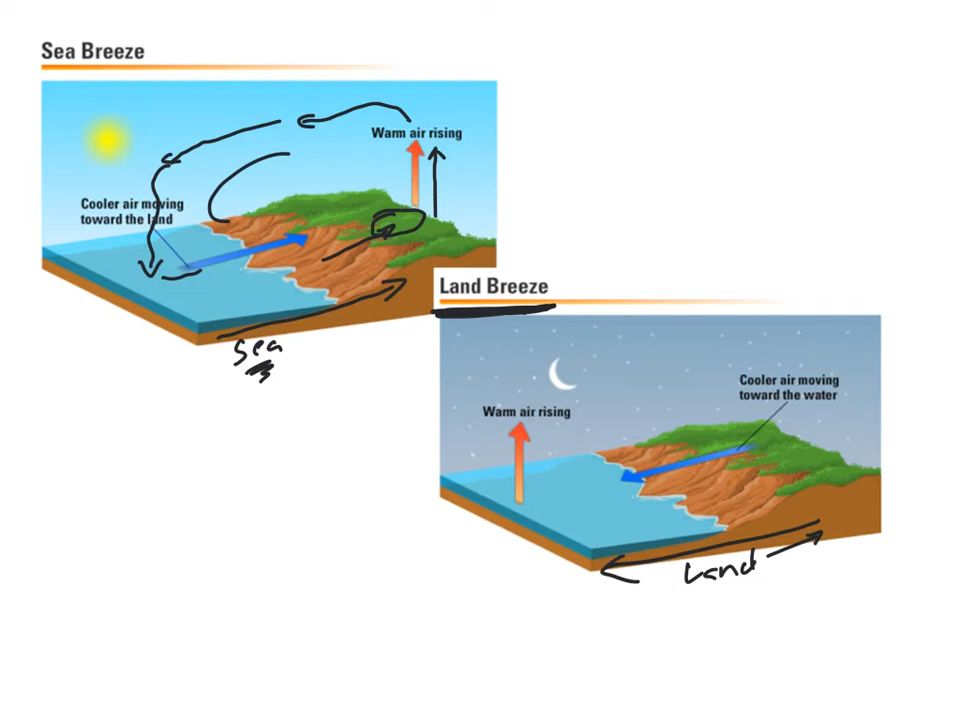 Sea Breeze
Warm air rising
Cooler air moving
toward the land
Sea
Land Breeze
Cooler air moving
toward the water
Warm air rising
Land